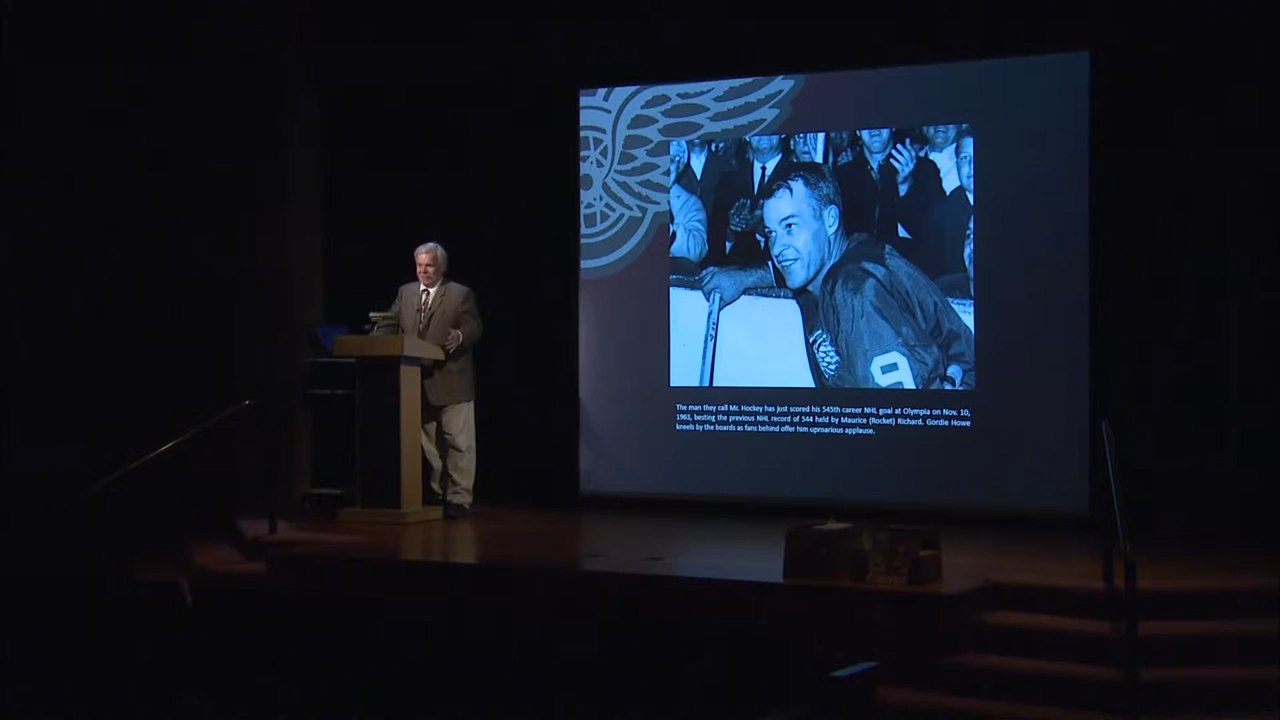 9
The man they call Mr. Hockey has just scored his 545th career NHL goal at Olympia on Nov. 10,
1963, besting the previous NHL record of 544 held by Maurice (Rocket) Richard. Gordie Howe
kneels by the boards as fans behind offer him uproarious applause.